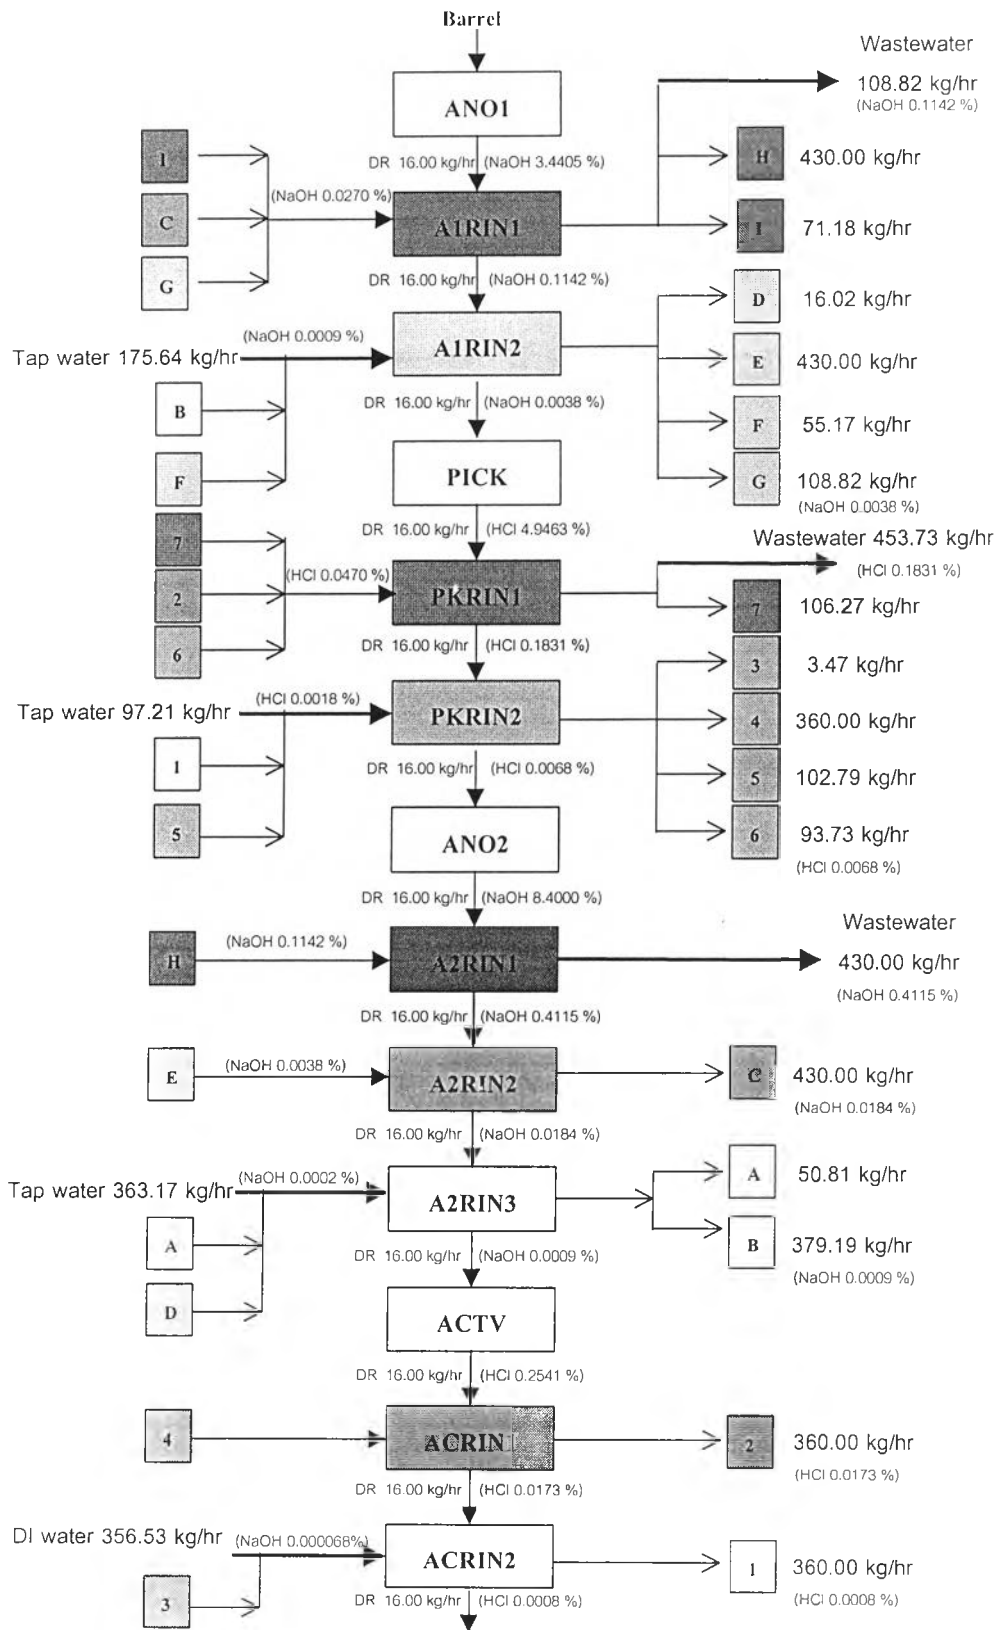 Barrel
Wastewater
108.82 kg/hr
(NaOH 0.1142 %)
ANO1
DR 16.00 kg/hr (NaOH 3.4405 %)
I
H 430.00 kg/hr
(NaOH 0.0270 %)
C
A1RIN1
I 71.18 kg/hr
G
DR 16.00 kg/hr (NaOH 0.1142 %)
D 16.02 kg/hr
(NaOH 0.0009 %)
Tap water 175.64 kg/hr
A1RIN2
E 430.00 kg/hr
B
DR 16.00 kg/hr (NaOH 0.0038 %)
F 55.17 kg/hr
F
PICK
G 108.82 kg/hr
(NaOH 0.0038 %)
7
DR 16.00 kg/hr (HCl 4.9463 %)
Wastewater 453.73 kg/hr
(HCl 0.1831 %)
(HCl 0.0470 %)
2
PKRIN1
7 106.27 kg/hr
6
DR 16.00 kg/hr (HCl 0.1831 %)
3 3.47 kg/hr
(HCl 0.0018 %)
Tap water 97.21 kg/hr
PKRIN2
4 360.00 kg/hr
1
DR 16.00 kg/hr (HCl 0.0068 %)
5 102.79 kg/hr
5
ANO2
6 93.73 kg/hr
(HCl 0.0068 %)
DR 16.00 kg/hr (NaOH 8.4000 %)
Wastewater
H
(NaOH 0.1142 %)
A2RIN1
430.00 kg/hr
(NaOH 0.4115 %)
DR 16.00 kg/hr (NaOH 0.4115 %)
E
(NaOH 0.0038 %)
A2RIN2
C 430.00 kg/hr
(NaOH 0.0184 %)
DR 16.00 kg/hr (NaOH 0.0184 %)
(NaOH 0.0002 %)
Tap water 363.17 kg/hr
A2RIN3
A 50.81 kg/hr
A
B 379.19 kg/hr
(NaOH 0.0009 %)
DR 16.00 kg/hr (NaOH 0.0009 %)
D
ACTV
DR 16.00 kg/hr (HCl 0.2541 %)
4
ACRIN
2 360.00 kg/hr
(HCl 0.0173 %)
DR 16.00 kg/hr (HCl 0.0173 %)
DI water 356.53 kg/hr
(NaOH 0.000068%)
ACRIN2
1 360.00 kg/hr
(HCl 0.0008 %)
3
DR 16.00 kg/hr (HCl 0.0008 %)